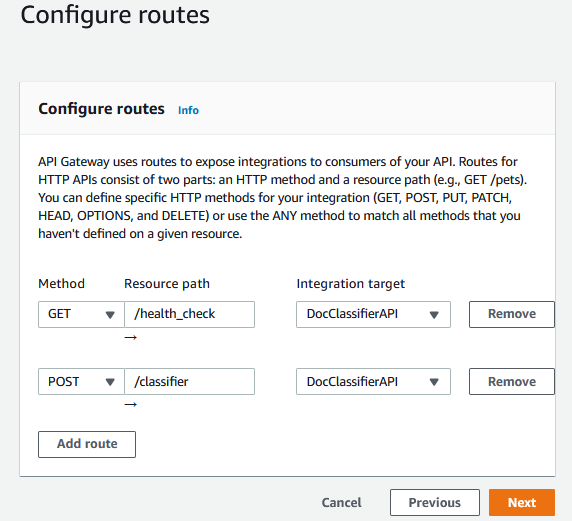 Configure routes
Configure routes Info
API Gateway uses routes to expose integrations to consumers of your API. Routes for
HTTP APIs consist of two parts: an HTTP method and a resource path (e.g., GET /pets).
You can define specific HTTP methods for your integration (GET, POST, PUT, PATCH,
HEAD, OPTIONS, and DELETE) or use the ANY method to match all methods that you
haven't defined on a given resource.
Method Resource path Integration target
GET ▼ /health_check DocClassifierAPI ▼ Remove
→
POST ▼ /classifier DocClassifierAPI ▼ Remove
→
Add route
Cancel Previous Next